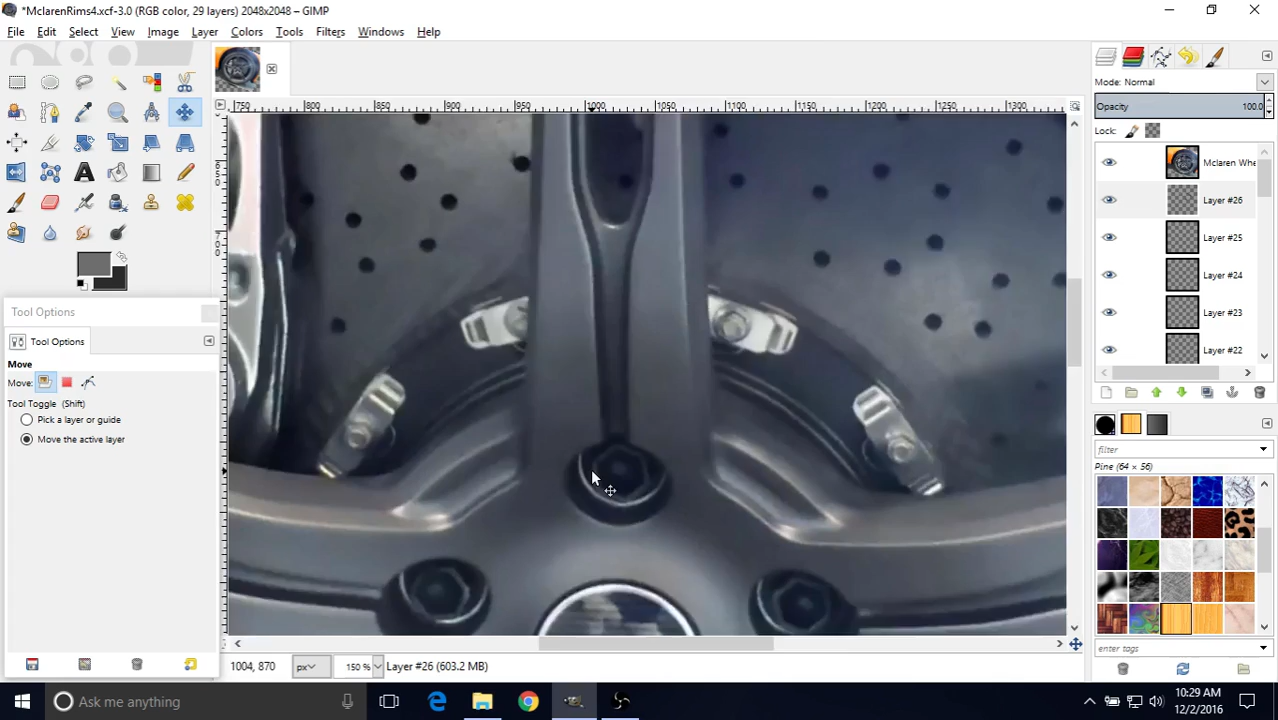 *MclarenRims4.xcf-3.0 (RGB color, 29 layers) 2048x2048 – GIMP
File Edit Select View Image Layer Colors Tools Filters Windows Help
750 800 850 900 950 1000 1050 1100 1150 1200 1250 1300
Mode: Normal
Opacity 100.0
Lock:
Mclaren Whe
Layer #26
Layer #25
Layer #24
Layer #23
Layer #22
650
700
Tool Options
Tool Options
Move
Move:
Tool Toggle (Shift)
Pick a layer or guide
Move the active layer
filter
Pine (64 × 56)
enter tags
1004, 870 px 150 % Layer #26 (603.2 MB)
Ask me anything
10:29 AM
12/2/2016